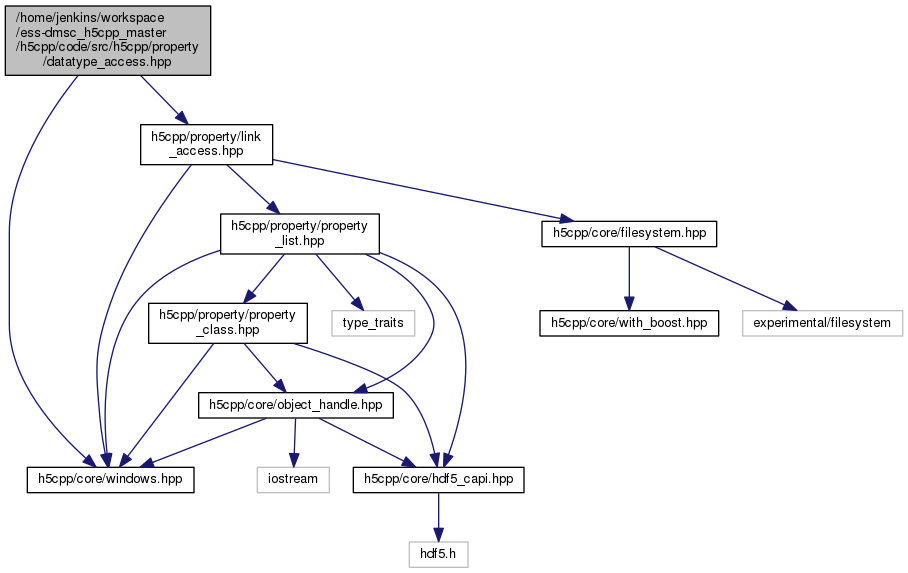 /home/jenkins/workspace
/ess-dmsc_h5cpp_master
/h5cpp/code/src/h5cpp/property
/datatype_access.hpp
h5cpp/property/link
_access.hpp
h5cpp/property/property
_list.hpp
h5cpp/core/filesystem.hpp
h5cpp/property/property
_class.hpp
type_traits
h5cpp/core/with_boost.hpp
experimental/filesystem
h5cpp/core/object_handle.hpp
h5cpp/core/windows.hpp
iostream
h5cpp/core/hdf5_capi.hpp
hdf5.h